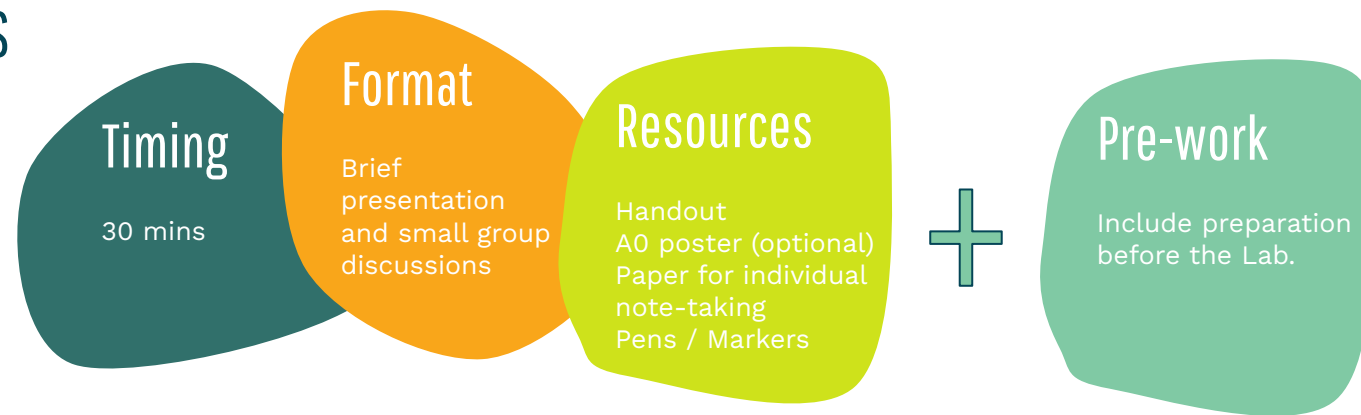 s
Timing
30 mins
Format
Brief
presentation
and small group
discussions
Resources
Handout
A0 poster (optional)
Paper for individual
note-taking
Pens / Markers
Pre-work
Include preparation
before the Lab.